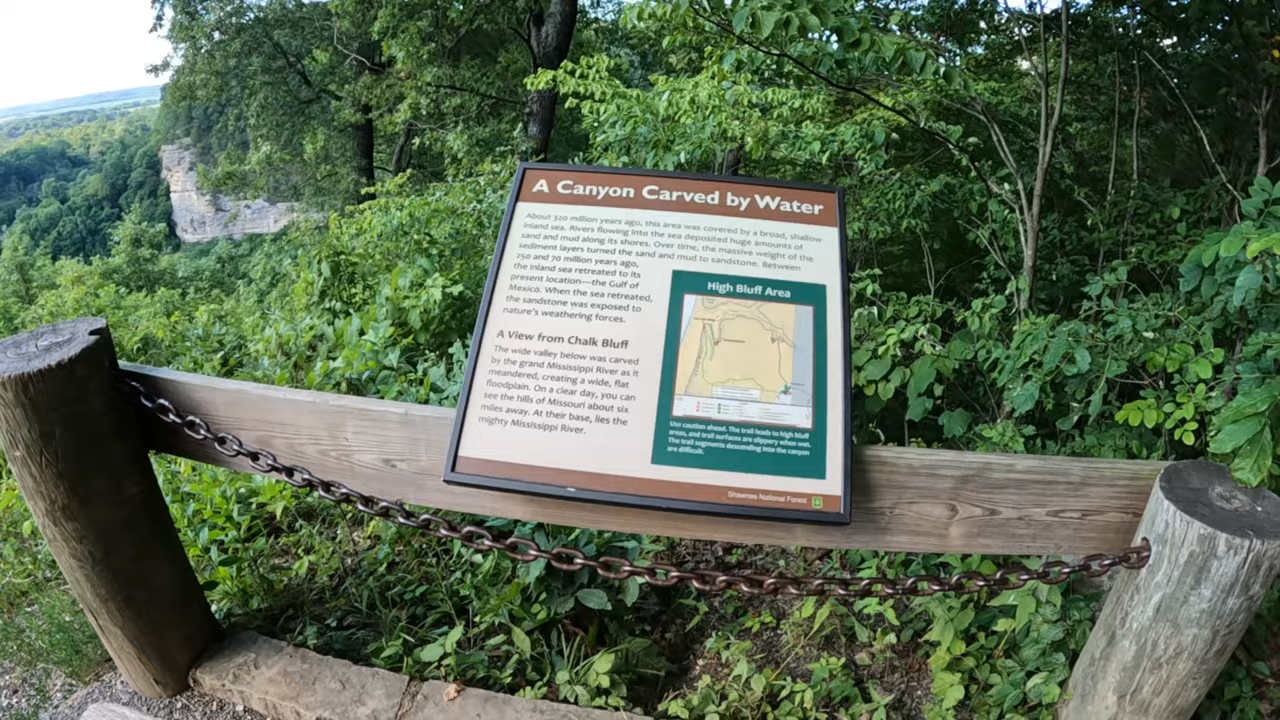 A Canyon Carved by Water
About 320 million years ago, this area was covered by a broad, shallow
inland sea. Rivers flowing into the sea deposited huge amounts of
sand and mud along its shores. Over time, the massive weight of the
sediment layers turned the sand and mud to sandstone. Between
250 and 70 million years ago,
the inland sea retreated to its
present location—the Gulf of
Mexico. When the sea retreated,
the sandstone was exposed to
nature's weathering forces.
A View from Chalk Bluff
The wide valley below was carved
by the grand Mississippi River as it
meandered, creating a wide, flat
floodplain. On a clear day, you can
see the hills of Missouri about six
miles away. At their base, lies the
mighty Mississippi River.
High Bluff Area
Use caution ahead. The trail leads to high bluff
areas, and trail surfaces are slippery when wet.
The trail segments descending into the canyon
are difficult.
Shawnee National Forest